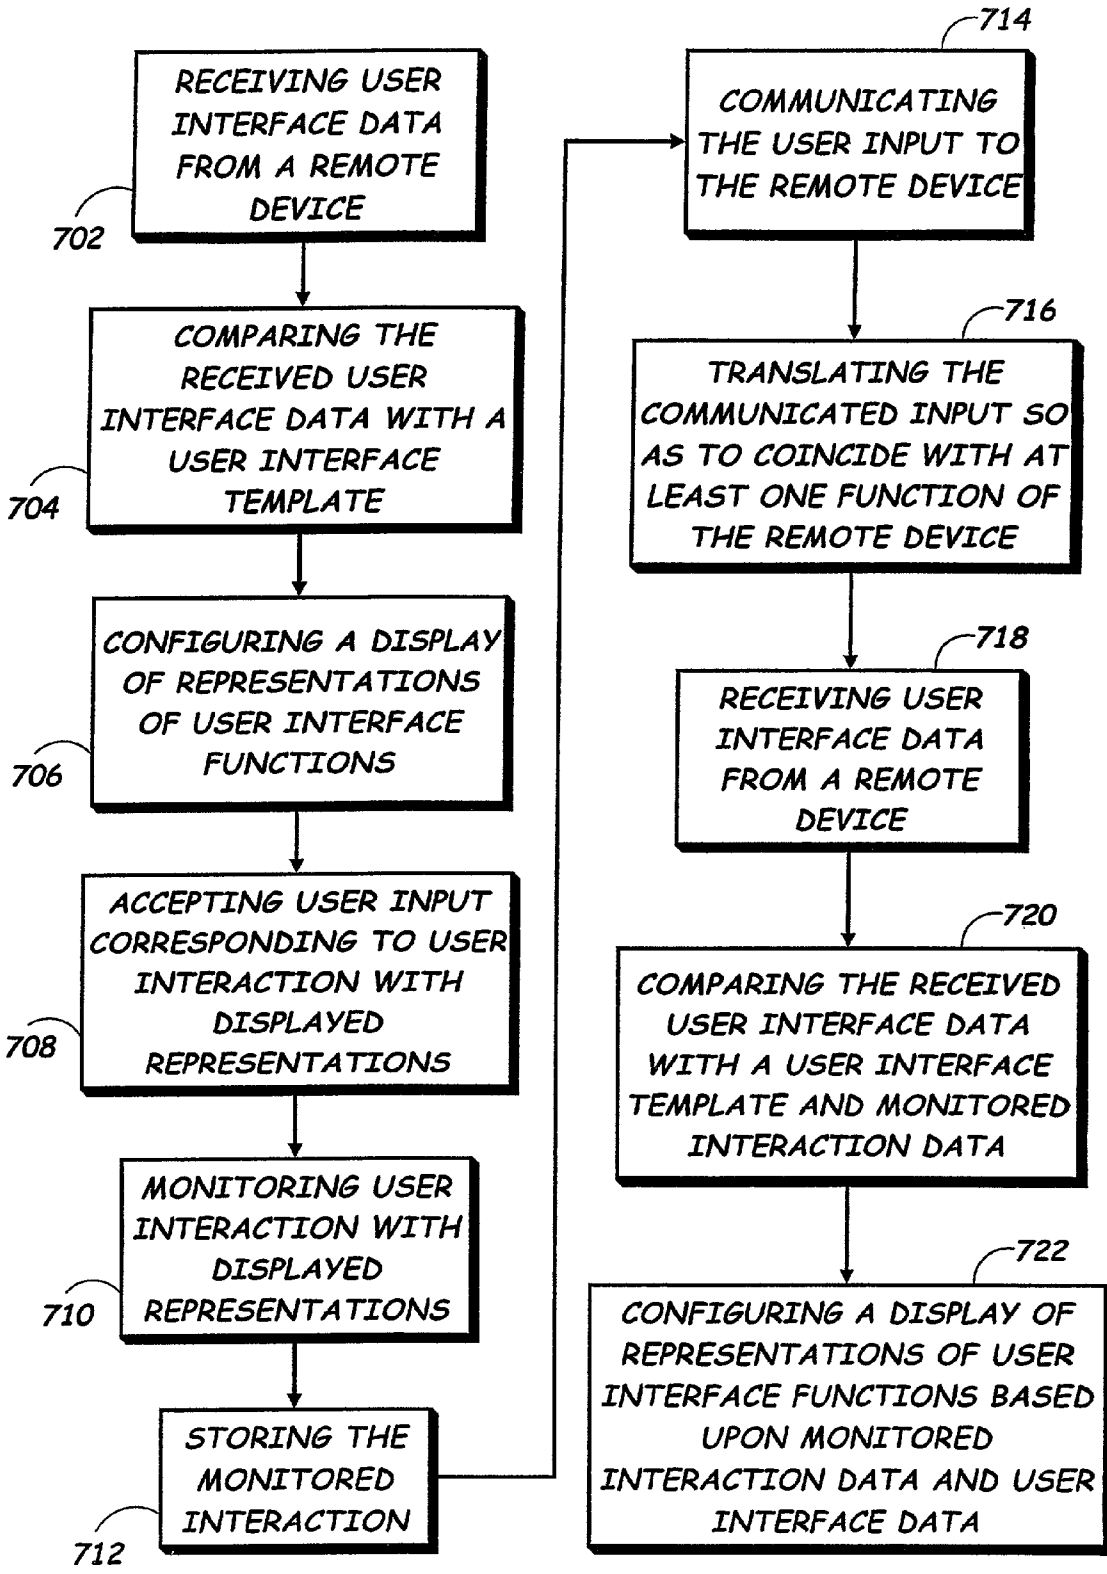 RECEIVING USER
INTERFACE DATA
FROM A REMOTE
DEVICE
702
COMPARING THE
RECEIVED USER
INTERFACE DATA WITH A
USER INTERFACE
TEMPLATE
704
CONFIGURING A DISPLAY
OF REPRESENTATIONS
OF USER INTERFACE
FUNCTIONS
706
ACCEPTING USER INPUT
CORRESPONDING TO USER
INTERACTION WITH
DISPLAYED
REPRESENTATIONS
708
MONITORING USER
INTERACTION WITH
DISPLAYED
REPRESENTATIONS
710
STORING THE
MONITORED
INTERACTION
712
714
COMMUNICATING
THE USER INPUT TO
THE REMOTE DEVICE
716
TRANSLATING THE
COMMUNICATED INPUT SO
AS TO COINCIDE WITH AT
LEAST ONE FUNCTION OF
THE REMOTE DEVICE
718
RECEIVING USER
INTERFACE DATA
FROM A REMOTE
DEVICE
720
COMPARING THE RECEIVED
USER INTERFACE DATA
WITH A USER INTERFACE
TEMPLATE AND MONITORED
INTERACTION DATA
722
CONFIGURING A DISPLAY OF
REPRESENTATIONS OF USER
INTERFACE FUNCTIONS BASED
UPON MONITORED
INTERACTION DATA AND USER
INTERFACE DATA